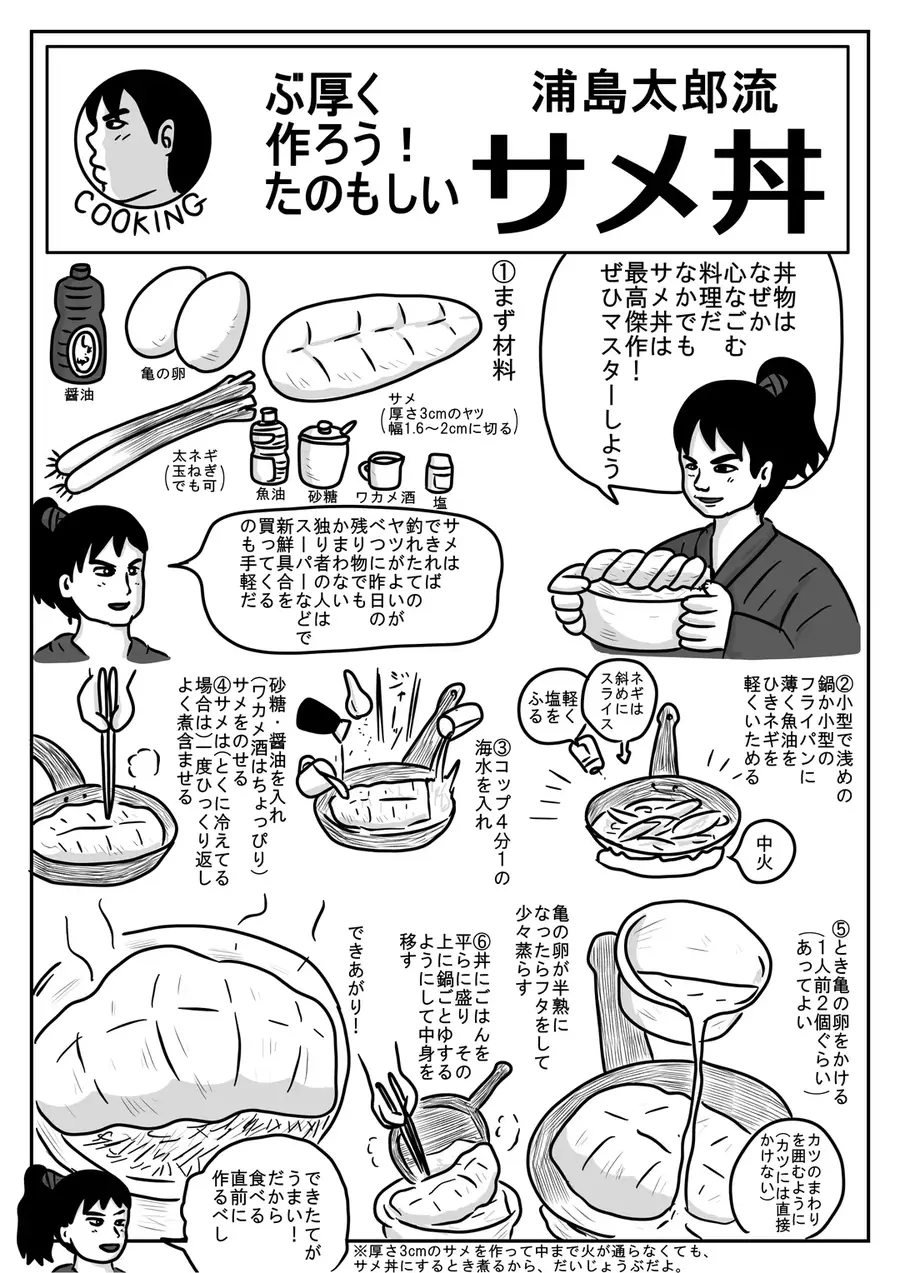 浦島太郎流
サメ丼
ぶ厚く
作ろう！
たのもしい
COOKING
丼物は
なぜか
心なごむ
料理だ
なかでも
サメ丼は
最高傑作！
ぜひマスターしよう
①まず材料
醤油
亀の卵
サメ
（厚さ3cmのヤツ
幅1.6～2cmに切る）
太ネギ
（玉ねぎ
でも可）
魚油
砂糖
ワカメ酒
塩
サメは
できれば
釣れたての
ヤツがよいが
べつに昨日の
残り物でも
かまわない
独り者の人は
スーパーなどで
新鮮具合を
買ってくる
のも手軽だ
②小型で浅めの
鍋か小型の
フライパンに
薄く魚油を
ひきネギを
軽くいためる
ネギは
斜めに
スライス
軽く
塩を
ふる
中火
③コップ４分１の
海水を入れ
砂糖・醤油を入れ
（ワカメ酒はちょっぴり）
サメをのせる
④サメは（とくに冷えてる
場合は）一度ひっくり返し
よく煮含ませる
⑤とき亀の卵をかける
（１人前２個ぐらい
あってよい）
カツのまわり
を囲むように
（カツには直接
かけない）
亀の卵が半熟に
なったらフタをして
少々蒸らす
⑥丼にごはんを
平らに盛り その
上に鍋ごとゆする
ようにして中身を
移す
できあがり！
できたてが
うまい！
だから
食べる
直前に
作るべし
※厚さ3cmのサメを作って中まで火が通らなくても、
サメ丼にするとき煮るから、だいじょうぶだよ。